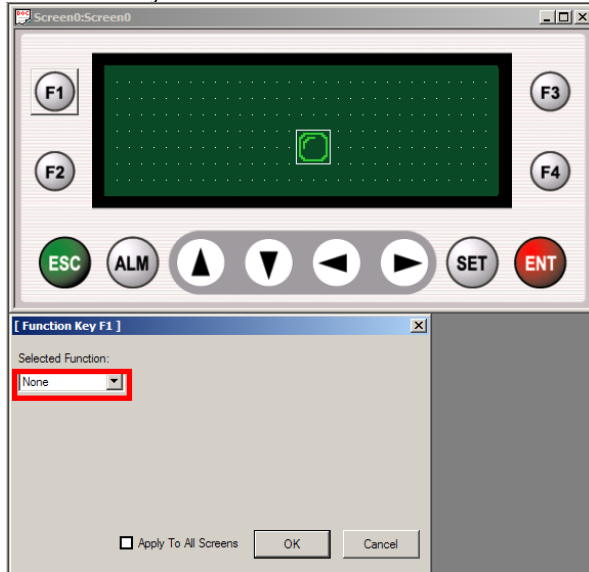 Screen0:Screen0
F1
F3
F2
F4
ESC ALM SET ENT
[ Function Key F1 ]
Selected Function:
None
Apply To All Screens OK Cancel